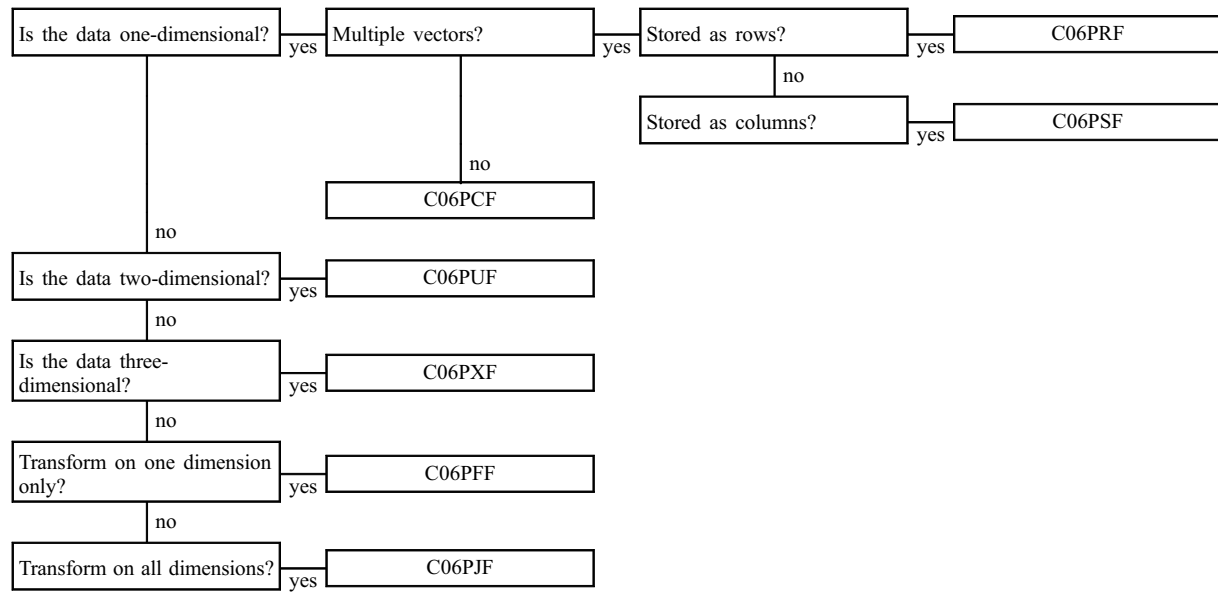 Is the data one-dimensional?
yes
Multiple vectors?
yes
Stored as rows?
yes
C06PRF
no
Stored as columns?
yes
C06PSF
no
C06PCF
no
Is the data two-dimensional?
yes
C06PUF
no
Is the data three-
dimensional?
yes
C06PXF
no
Transform on one dimension
only?
yes
C06PFF
no
Transform on all dimensions?
yes
C06PJF